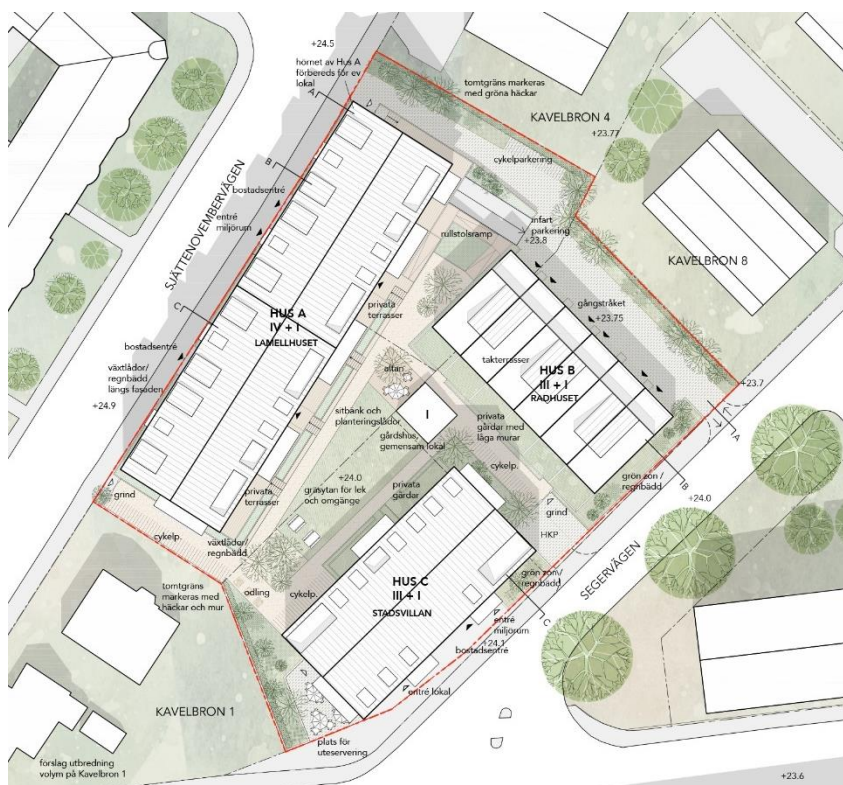 +24.5
hörnet av Hus A
förbereds för ev
lokal
A
tomtgräns markeras
med gröna häckar
KAVELBRON 4
+23.77
cykelparkering
SJÄTTENOVEMBERVÄGEN
B
bostadsentré
entré
miljörum
rullstolsramp
infart
parkering
+23.8
KAVELBRON 8
gångstråket
+23.75
C
HUS A
IV + I
LAMELLHUSET
privata
terrasser
bostadsentré
växtlådor/
regnbädd
längs fasaden
+24.9
takterrasser
HUS B
III + I
RADHUSET
altan
+23.7
A
I
sitbänk och
planteringslådor
gårdshus,
gemensam lokal
privata
gårdar med
låga murar
cykelp.
+24.0
gräsytan för lek
och omgänge
privata
gårdar
privata
terrasser
grön zon /
regnbädd
B
+24.0
grind
cykelp.
växtlådor/
regnbädd
grind
HKP
grön zon/
regnbädd
SEGERVÄGEN
tomtgräns
markeras med
häckar och mur
odling
cykelp.
HUS C
III + I
STADSVILLAN
C
entré
miljörum
+24.1
bostadsentré
entré lokal
KAVELBRON 1
plats för
uteservering
förslag utbredning
volym på Kavelbron 1
+23.6